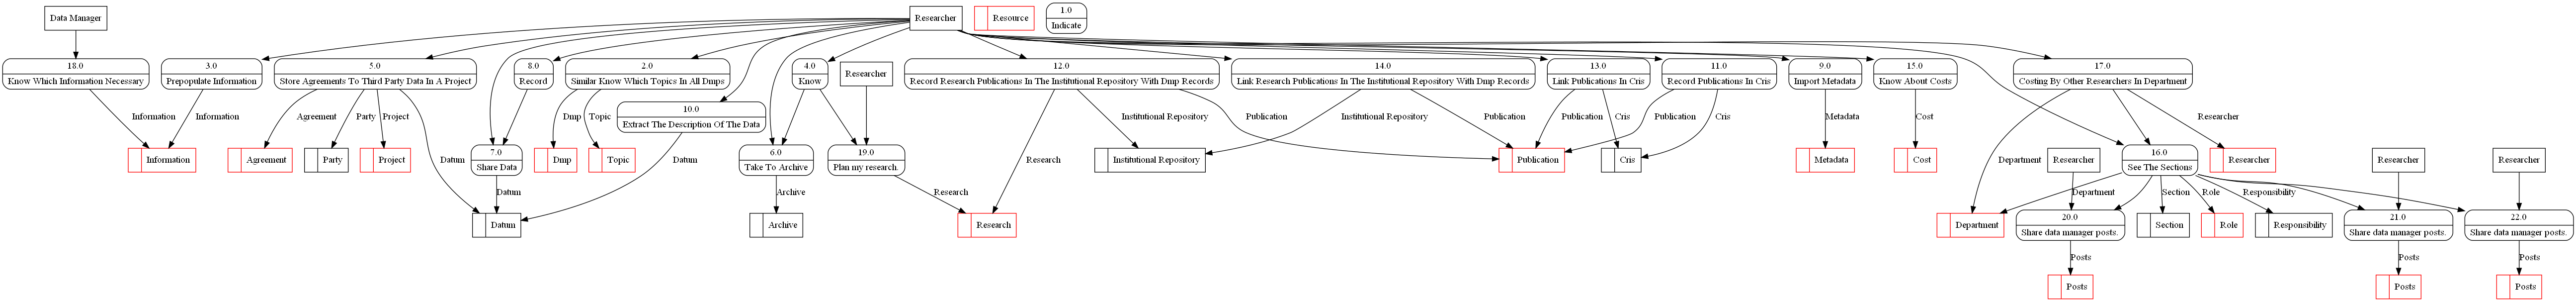 Data Manager
Researcher
Resource
1.0
Indicate
18.0
Know Which Information Necessary
3.0
Prepopulate Information
5.0
Store Agreements To Third Party Data In A Project
8.0
Record
2.0
Similar Know Which Topics In All Dmps
4.0
Know
Researcher
12.0
Record Research Publications In The Institutional Repository With Dmp Records
14.0
Link Research Publications In The Institutional Repository With Dmp Records
13.0
Link Publications In Cris
11.0
Record Publications In Cris
9.0
Import Metadata
15.0
Know About Costs
17.0
Costing By Other Researchers In Department
10.0
Extract The Description Of The Data
Information
Information
Agreement
Party
Project
Dmp
Topic
Institutional Repository
Institutional Repository
Publication
Publication
Publication
Cris
Publication
Cris
Metadata
Cost
Researcher
Information
Agreement
Party
Project
Datum
7.0
Share Data
Dmp
Topic
Datum
6.0
Take To Archive
19.0
Plan my research.
Research
Institutional Repository
Publication
Cris
Metadata
Cost
Department
Researcher
16.0
See The Sections
Researcher
Researcher
Researcher
Datum
Archive
Research
Department
Section
Role
Responsibility
Datum
Archive
Research
Department
20.0
Share data manager posts.
Section
Role
Responsibility
21.0
Share data manager posts.
22.0
Share data manager posts.
Posts
Posts
Posts
Posts
Posts
Posts